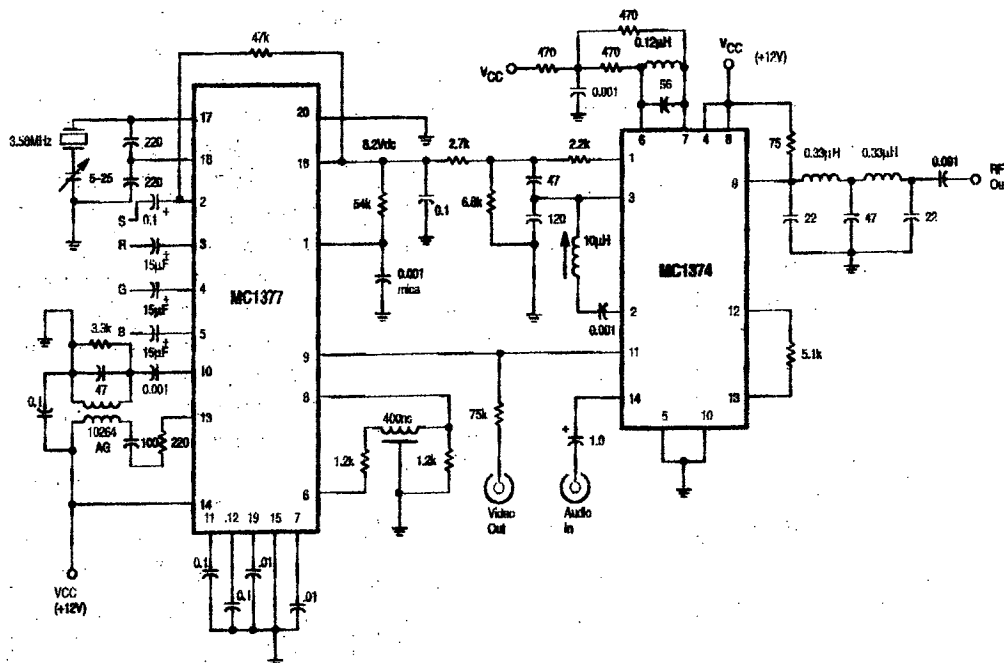 470
47k
470
0.12µH
470
VCC
VCC
(+12V)
0.001
56
17
20
6
7
4
8
3.58MHz
220
8.2Vdc
2.7k
2.2k
75
18
16
1
0.33µH
0.33µH
0.001
5-25
220
47
9
RF
Ou
2
54k
0.1
6.8k
3
S
0.1
+
120
22
47
22
R
3
1
10µH
MC1374
15µF
+
0.001
mica
G
4
MC1377
2
12
15µF
+
0.001
3.3k
B
5
15µF
+
9
11
5.1k
10
47
0.001
8
14
13
0.1
400ns
75k
5
10
13
+
1.0
10264
AG
100
220
1.2k
1.2k
6
14
Video
Out
Audio
In
11
12
19
15
7
0.1
.01
0.1
.01
VCC
(+12V)